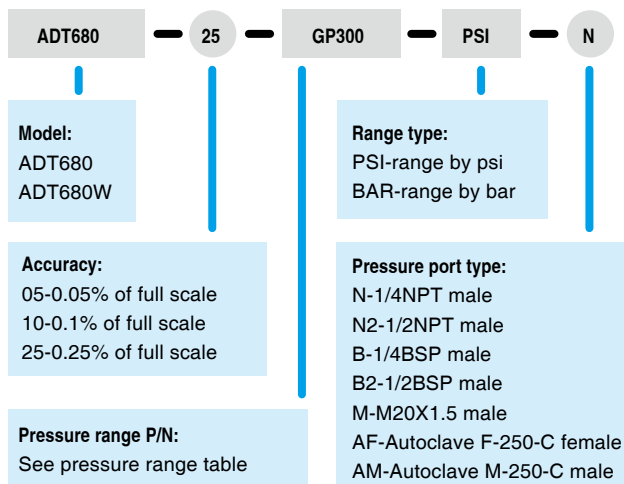 ADT680 25 GP300 PSI N
Model:
ADT680
ADT680W
Range type:
PSI-range by psi
BAR-range by bar
Accuracy:
05-0.05% of full scale
10-0.1% of full scale
25-0.25% of full scale
Pressure port type:
N-1/4NPT male
N2-1/2NPT male
B-1/4BSP male
B2-1/2BSP male
M-M20X1.5 male
AF-Autoclave F-250-C female
AM-Autoclave M-250-C male
Pressure range P/N:
See pressure range table